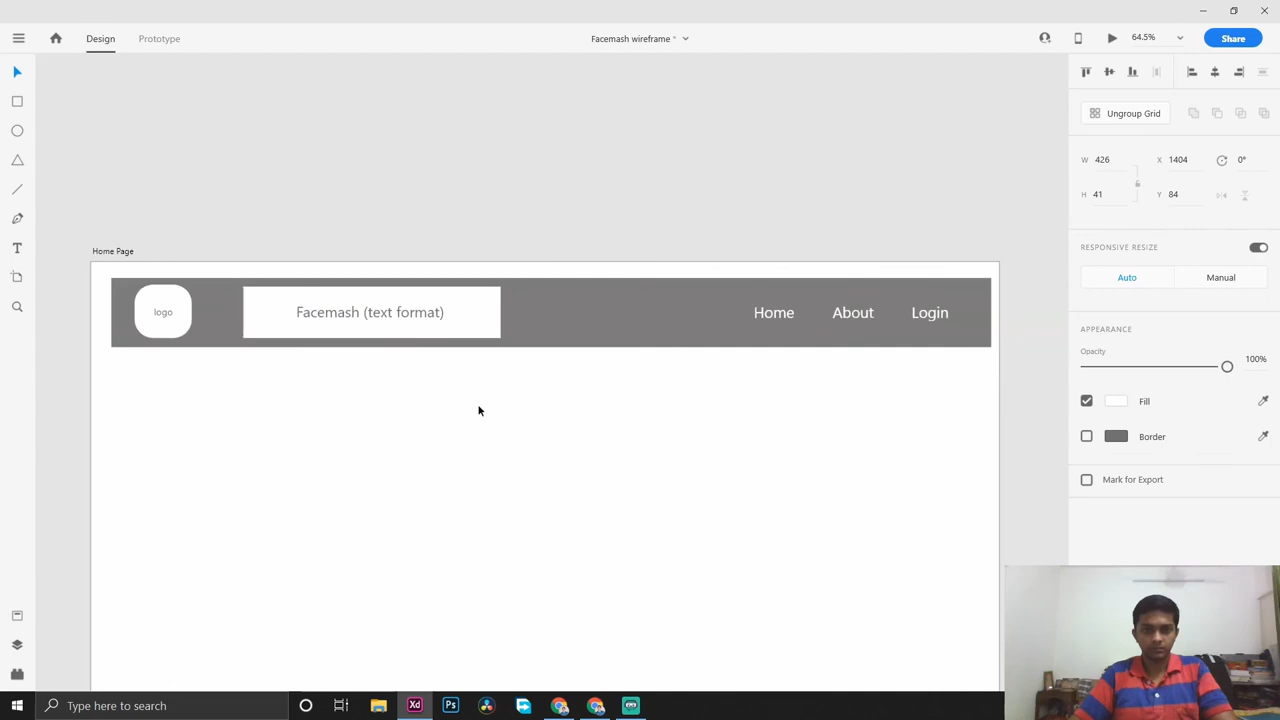 Design
Prototype
Facemash wireframe *
64.5%
Share
Ungroup Grid
W 426
X 1404
0°
H 41
Y 84
RESPONSIVE RESIZE
Auto
Manual
APPEARANCE
Opacity
100%
Fill
Border
Mark for Export
Home Page
logo
Facemash (text format)
Home
About
Login
Type here to search
Xd
Ps